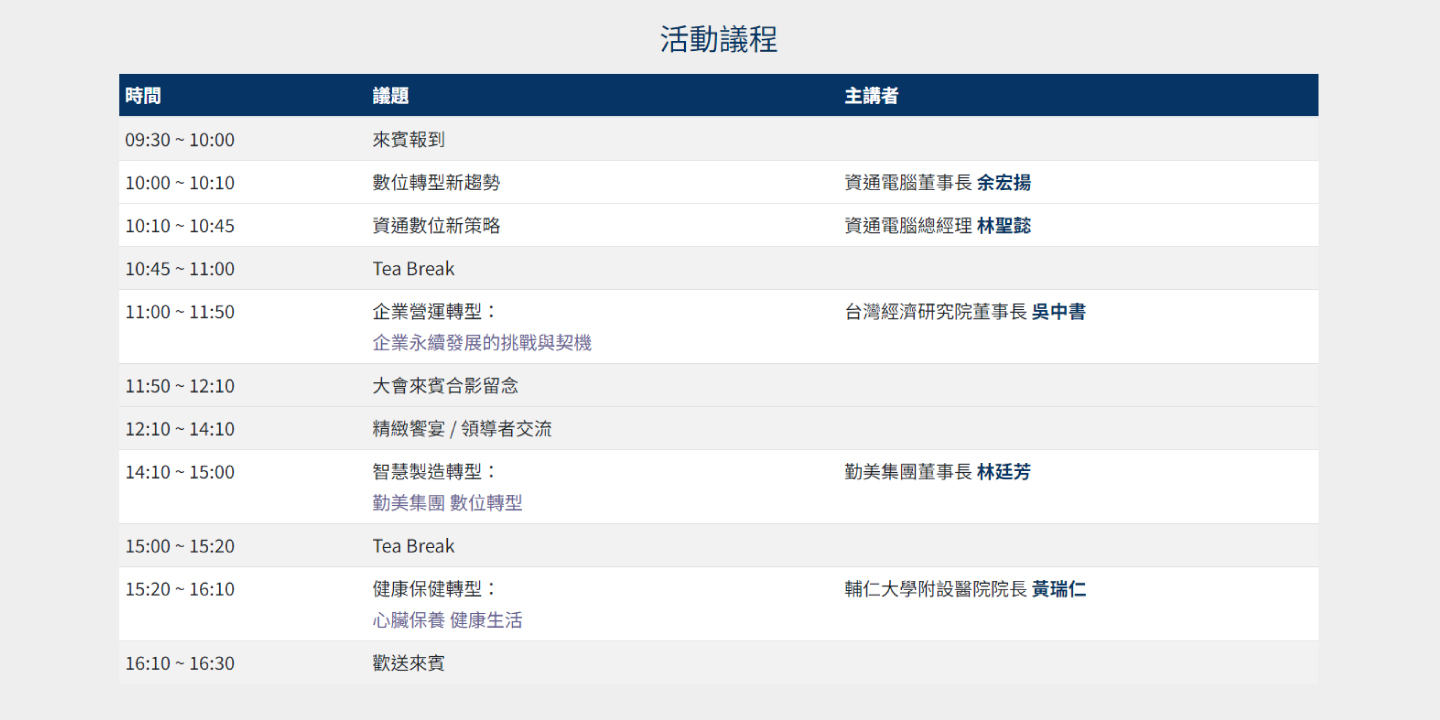 活動議程
時間 議題 主講者
09:30 ~ 10:00 來賓報到
10:00 ~ 10:10 數位轉型新趨勢 資通電腦董事長 余宏揚
10:10 ~ 10:45 資通數位新策略 資通電腦總經理 林聖懿
10:45 ~ 11:00 Tea Break
11:00 ~ 11:50 企業營運轉型： 台灣經濟研究院董事長 吳中書
企業永續發展的挑戰與契機
11:50 ~ 12:10 大會來賓合影留念
12:10 ~ 14:10 精緻饗宴 / 領導者交流
14:10 ~ 15:00 智慧製造轉型： 勤美集團董事長 林廷芳
勤美集團 數位轉型
15:00 ~ 15:20 Tea Break
15:20 ~ 16:10 健康保健轉型： 輔仁大學附設醫院院長 黃瑞仁
心臟保養 健康生活
16:10 ~ 16:30 歡送來賓